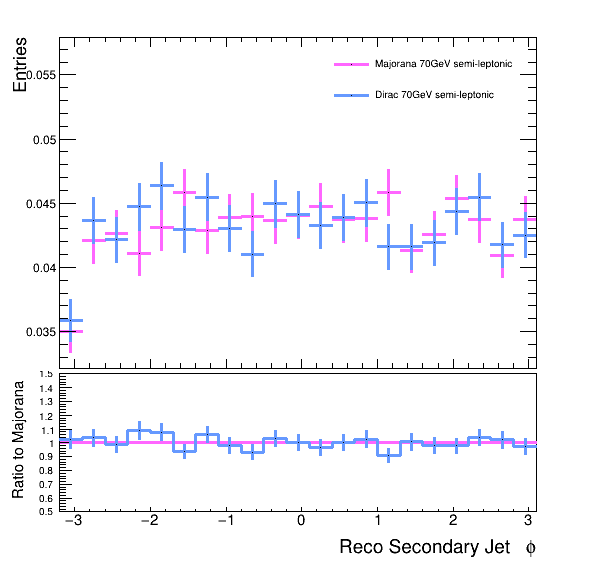 Entries
0.055
0.05
0.045
0.04
0.035
Majorana 70GeV semi-leptonic
Dirac 70GeV semi-leptonic
Ratio to Majorana
1.5
1.4
1.3
1.2
1.1
1
0.9
0.8
0.7
0.6
0.5
−3 −2 −1 0 1 2 3
Reco Secondary Jet ϕ